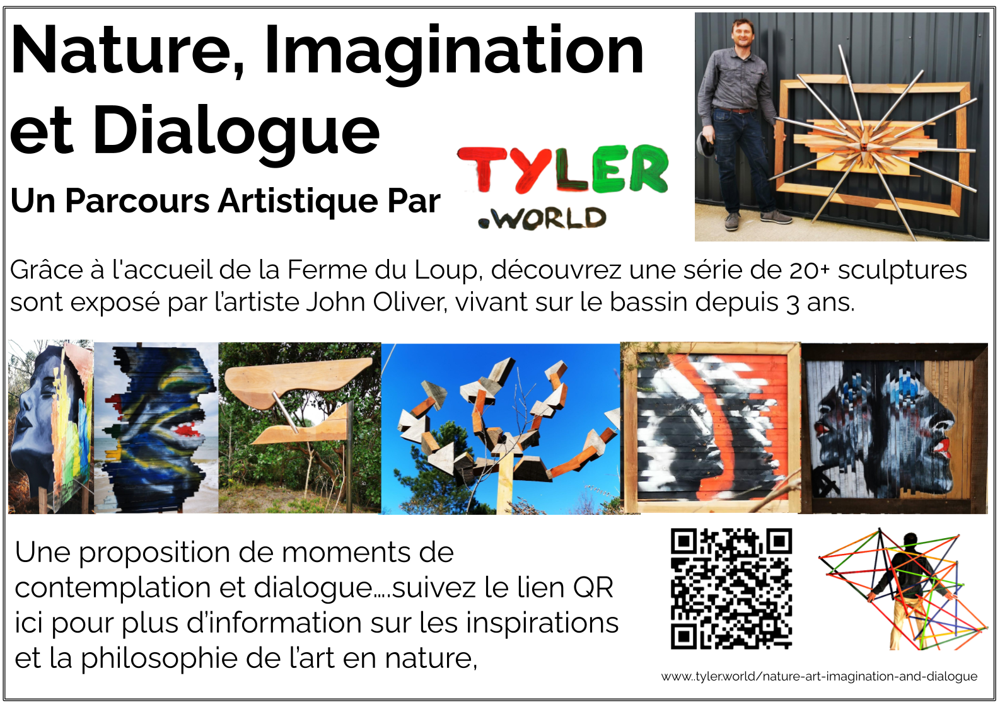 Nature, Imagination
et Dialogue
Un Parcours Artistique Par
TYLER
.WORLD
Grâce à l'accueil de la Ferme du Loup, découvrez une série de 20+ sculptures
sont exposé par l’artiste John Oliver, vivant sur le bassin depuis 3 ans.
Une proposition de moments de
contemplation et dialogue....suivez le lien QR
ici pour plus d’information sur les inspirations
et la philosophie de l’art en nature,
www..tyler.world/nature-art-imagination-and-dialogue